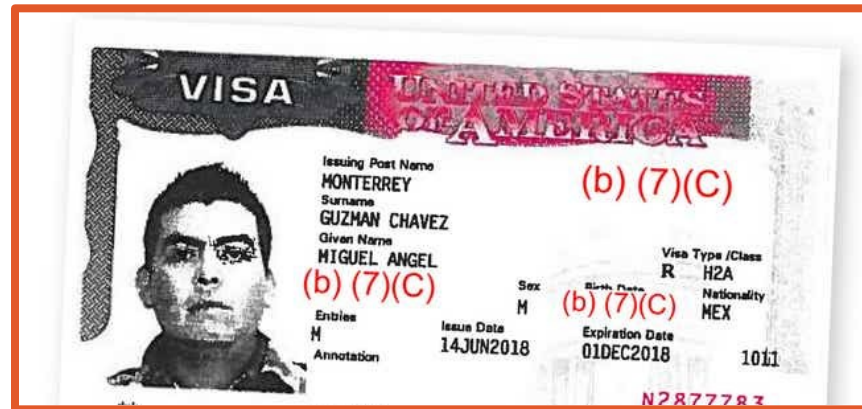 VISA
UNITED STATES
OF AMERICA
Issuing Post Name
MONTERREY
(b) (7)(C)
Surname
GUZMAN CHAVEZ
Given Name
MIGUEL ANGEL
Visa Type /Class
R H2A
(b) (7)(C)
Sex
M
Birth Date
(b) (7)(C)
Nationality
MEX
Entries
M
Issue Date
14JUN2018
Expiration Date
01DEC2018
1011
Annotation
N2877783